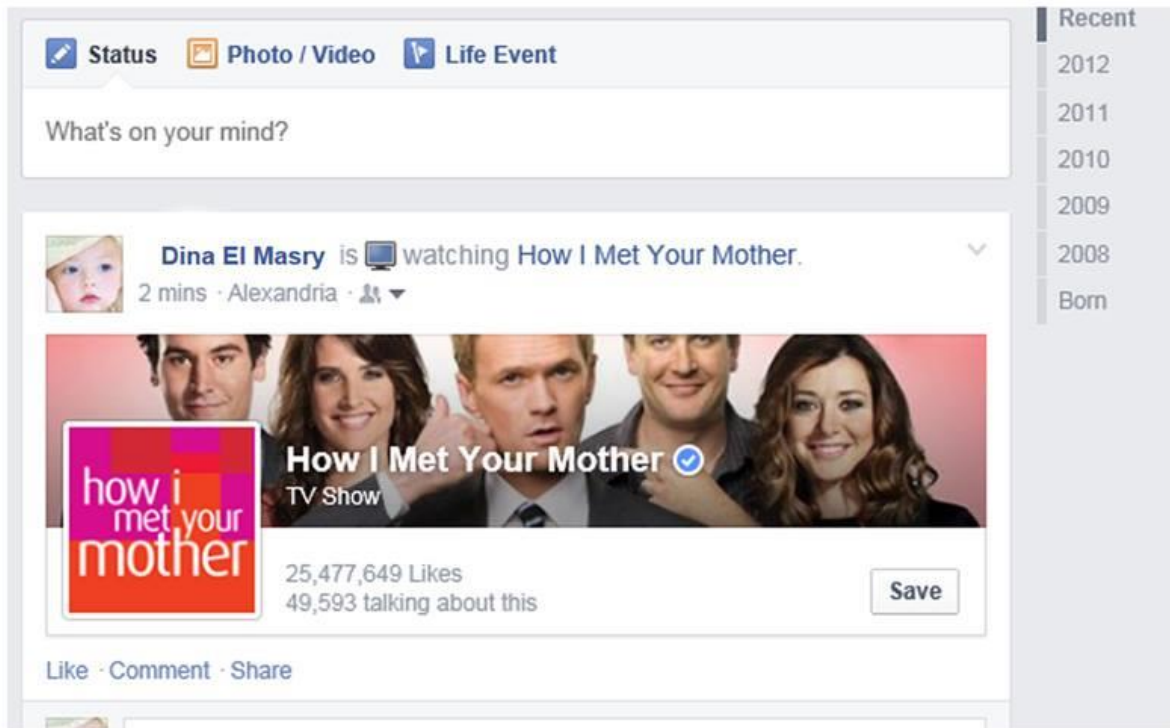 Status Photo / Video Life Event
What's on your mind?
Dina El Masry is watching How I Met Your Mother.
2 mins · Alexandria ·
How I Met Your Mother
TV Show
how i
met your
mother
25,477,649 Likes
49,593 talking about this
Save
Like · Comment · Share
Recent
2012
2011
2010
2009
2008
Born